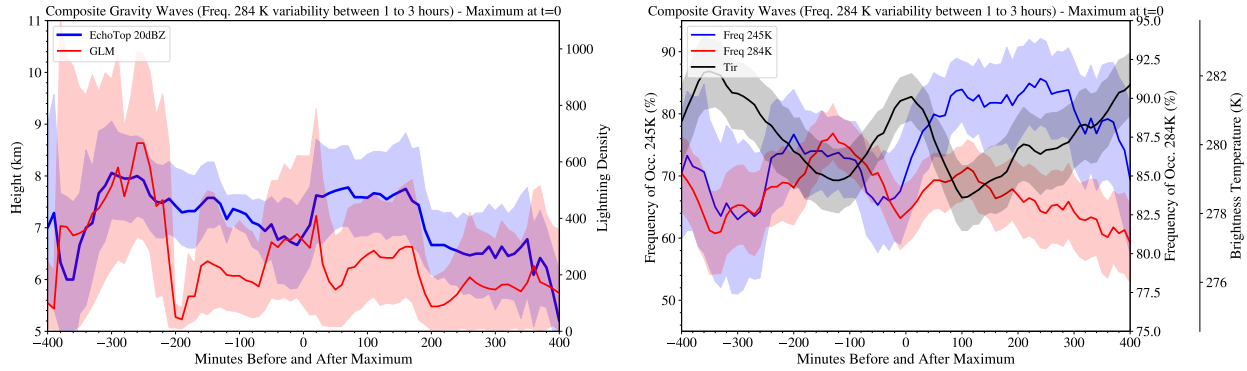 Composite Gravity Waves (Freq. 284 K variability between 1 to 3 hours) - Maximum at t=0
EchoTop 20dBZ
GLM
11
10
9
8
7
6
5
Height (km)
1000
800
600
400
200
0
Lightning Density
−400 −300 −200 −100 0 100 200 300 400
Minutes Before and After Maximum
Composite Gravity Waves (Freq. 284 K variability between 1 to 3 hours) - Maximum at t=0
Freq 245K
Freq 284K
Tir
90
80
70
60
50
Frequency of Occ. 245K (%)
95.0
92.5
90.0
87.5
85.0
82.5
80.0
77.5
75.0
Frequency of Occ. 284K (%)
282
280
278
276
Brightness Temperature (K)
−400 −300 −200 −100 0 100 200 300 400
Minutes Before and After Maximum